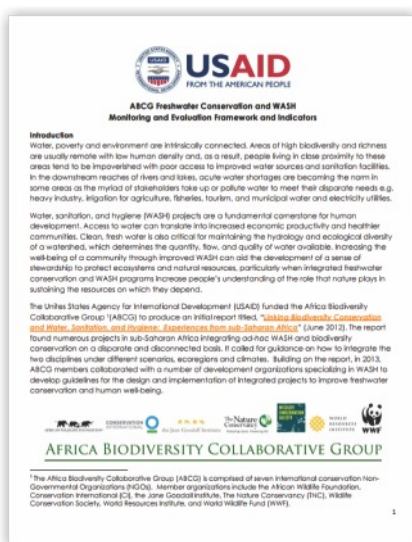 USAID
FROM THE AMERICAN PEOPLE
ABCG Freshwater Conservation and WASH
Monitoring and Evaluation Framework and Indicators
Introduction
Water, poverty and environment are intrinsically connected. Areas of high biodiversity and richness
are usually remote with low human density and, as a result, people living in close proximity to these
areas tend to be impoverished with poor access to improved water sources and sanitation facilities.
In the downstream reaches of rivers and lakes, acute water shortages are becoming the norm in
some areas as the myriad of stakeholders take up or pollute water to meet their disparate needs e.g.
heavy industry, irrigation for agriculture, fisheries, tourism, and municipal water and electricity utilities.
Water, sanitation, and hygiene (WASH) projects are a fundamental cornerstone for human
development. Access to water can translate into increased economic productivity and healthier
communities. Clean, fresh water is also critical for maintaining the hydrology and ecological diversity
of a watershed, which determines the quantity, flow, and quality of water available. Increasing the
well-being of a community through improved WASH can aid the development of a sense of
stewardship to protect ecosystems and natural resources, particularly when integrated freshwater
conservation and WASH programs increase people's understanding of the role that nature plays in
sustaining the resources on which they depend.
The Unites States Agency for International Development (USAID) funded the Africa Biodiversity
Collaborative Group ¹(ABCG) to produce an initial report titled, "Linking Biodiversity Conservation
and Water, Sanitation, and Hygiene: Experiences from sub-Saharan Africa" (June 2012). The report
found numerous projects in sub-Saharan Africa integrating ad-hoc WASH and biodiversity
conservation on a disparate and disconnected basis. It called for guidance on how to integrate the
two disciplines under different scenarios, ecoregions and climates. Building on the report, in 2013,
ABCG members collaborated with a number of development organizations specializing in WASH to
develop guidelines for the design and implementation of integrated projects to improve freshwater
conservation and human well-being.
the Jane Goodall Institute
The Nature Conservancy
WORLD RESOURCES INSTITUTE
WWF
AFRICA BIODIVERSITY COLLABORATIVE GROUP
¹ The Africa Biodiversity Collaborative Group (ABCG) is comprised of seven international conservation Non-
Governmental Organizations (NGOs). Member organizations include the African Wildlife Foundation,
Conservation International (CI), the Jane Goodall Institute, The Nature Conservancy (TNC), Wildlife
Conservation Society, World Resources Institute, and World Wildlife Fund (WWF).
1